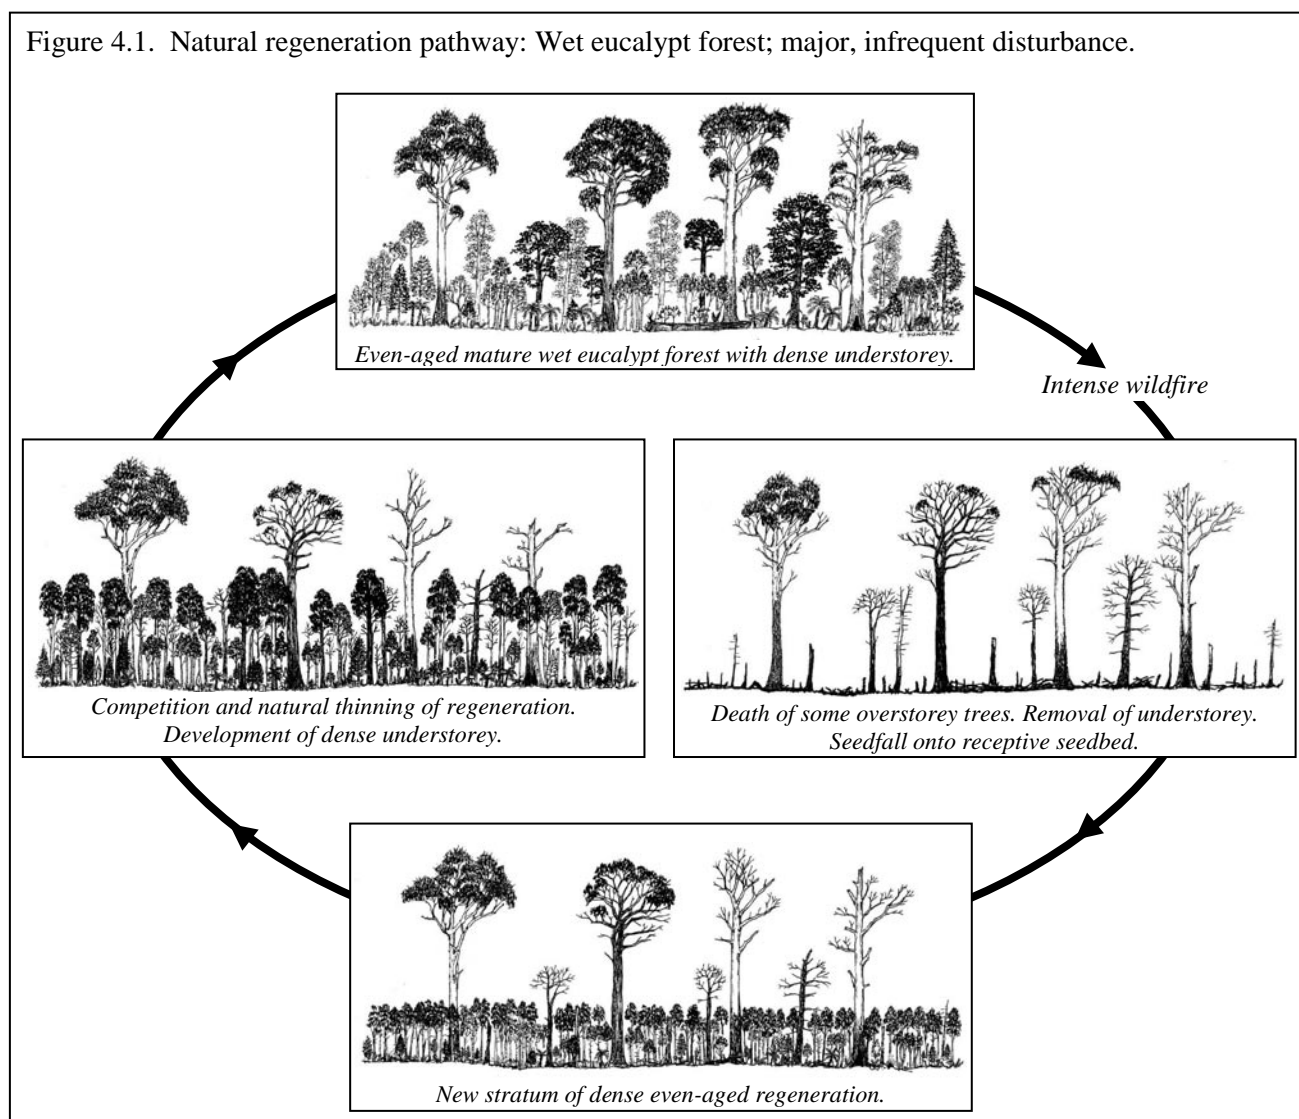 Figure 4.1. Natural regeneration pathway: Wet eucalypt forest; major, infrequent disturbance.
Even-aged mature wet eucalypt forest with dense understorey.
Intense wildfire
Competition and natural thinning of regeneration.
Development of dense understorey.
Death of some overstorey trees. Removal of understorey.
Seedfall onto receptive seedbed.
New stratum of dense even-aged regeneration.